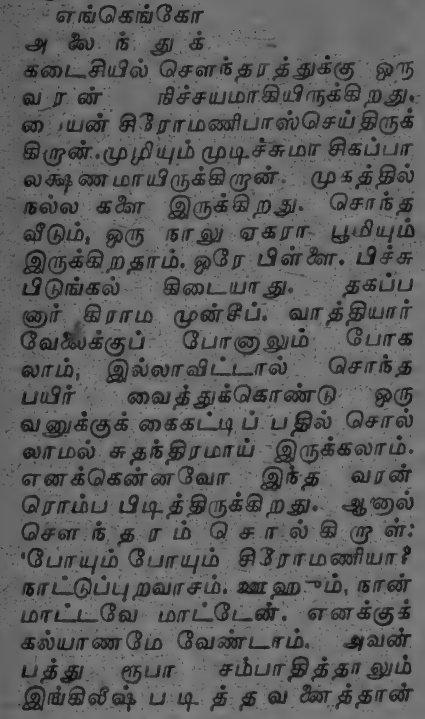 எங்கெங்கோ
அலைந்துக்
கடைசியில் சௌந்தரத்துக்கு ஒரு
வரன் நிச்சயமாகியிருக்கிறது.
பையன் சிரோமணிபாஸ்செய்திருக்
கிறான்.முழியும் முடிச்சுமா சிகப்பா
லக்ஷணமாயிருக்கிறான். முகத்தில்
நல்ல களை இருக்கிறது. சொந்த
வீடும், ஒரு நாலு ஏகரா பூமியும்
இருக்கிறதாம். ஒரே பிள்ளை. பிச்சு
பிடுங்கல் கிடையாது. தகப்ப
னார் கிராம முன்சீப். வாத்தியார்
வேலைக்குப் போனாலும் போக
லாம், இல்லாவிட்டால் சொந்த
பயிர் வைத்துக்கொண்டு ஒரு
வனுக்குக் கைகட்டிப் பதில் சொல்
லாமல் சுதந்திரமாய் இருக்கலாம்.
எனக்கென்னவோ இந்த வரன்
ரொம்ப பிடித்திருக்கிறது. ஆனால்
சௌந்தரம் சொல்கிறாள்:
'போயும் போயும் சிரோமணியா?
நாட்டுப்புறவாசம். ஊஹூம், நான்
மாட்டவே மாட்டேன். எனக்குக்
கல்யாணமே வேண்டாம். அவன்
பத்து ரூபா சம்பாதித்தாலும்
இங்கிலீஷ் படித்தவனைத்தான்